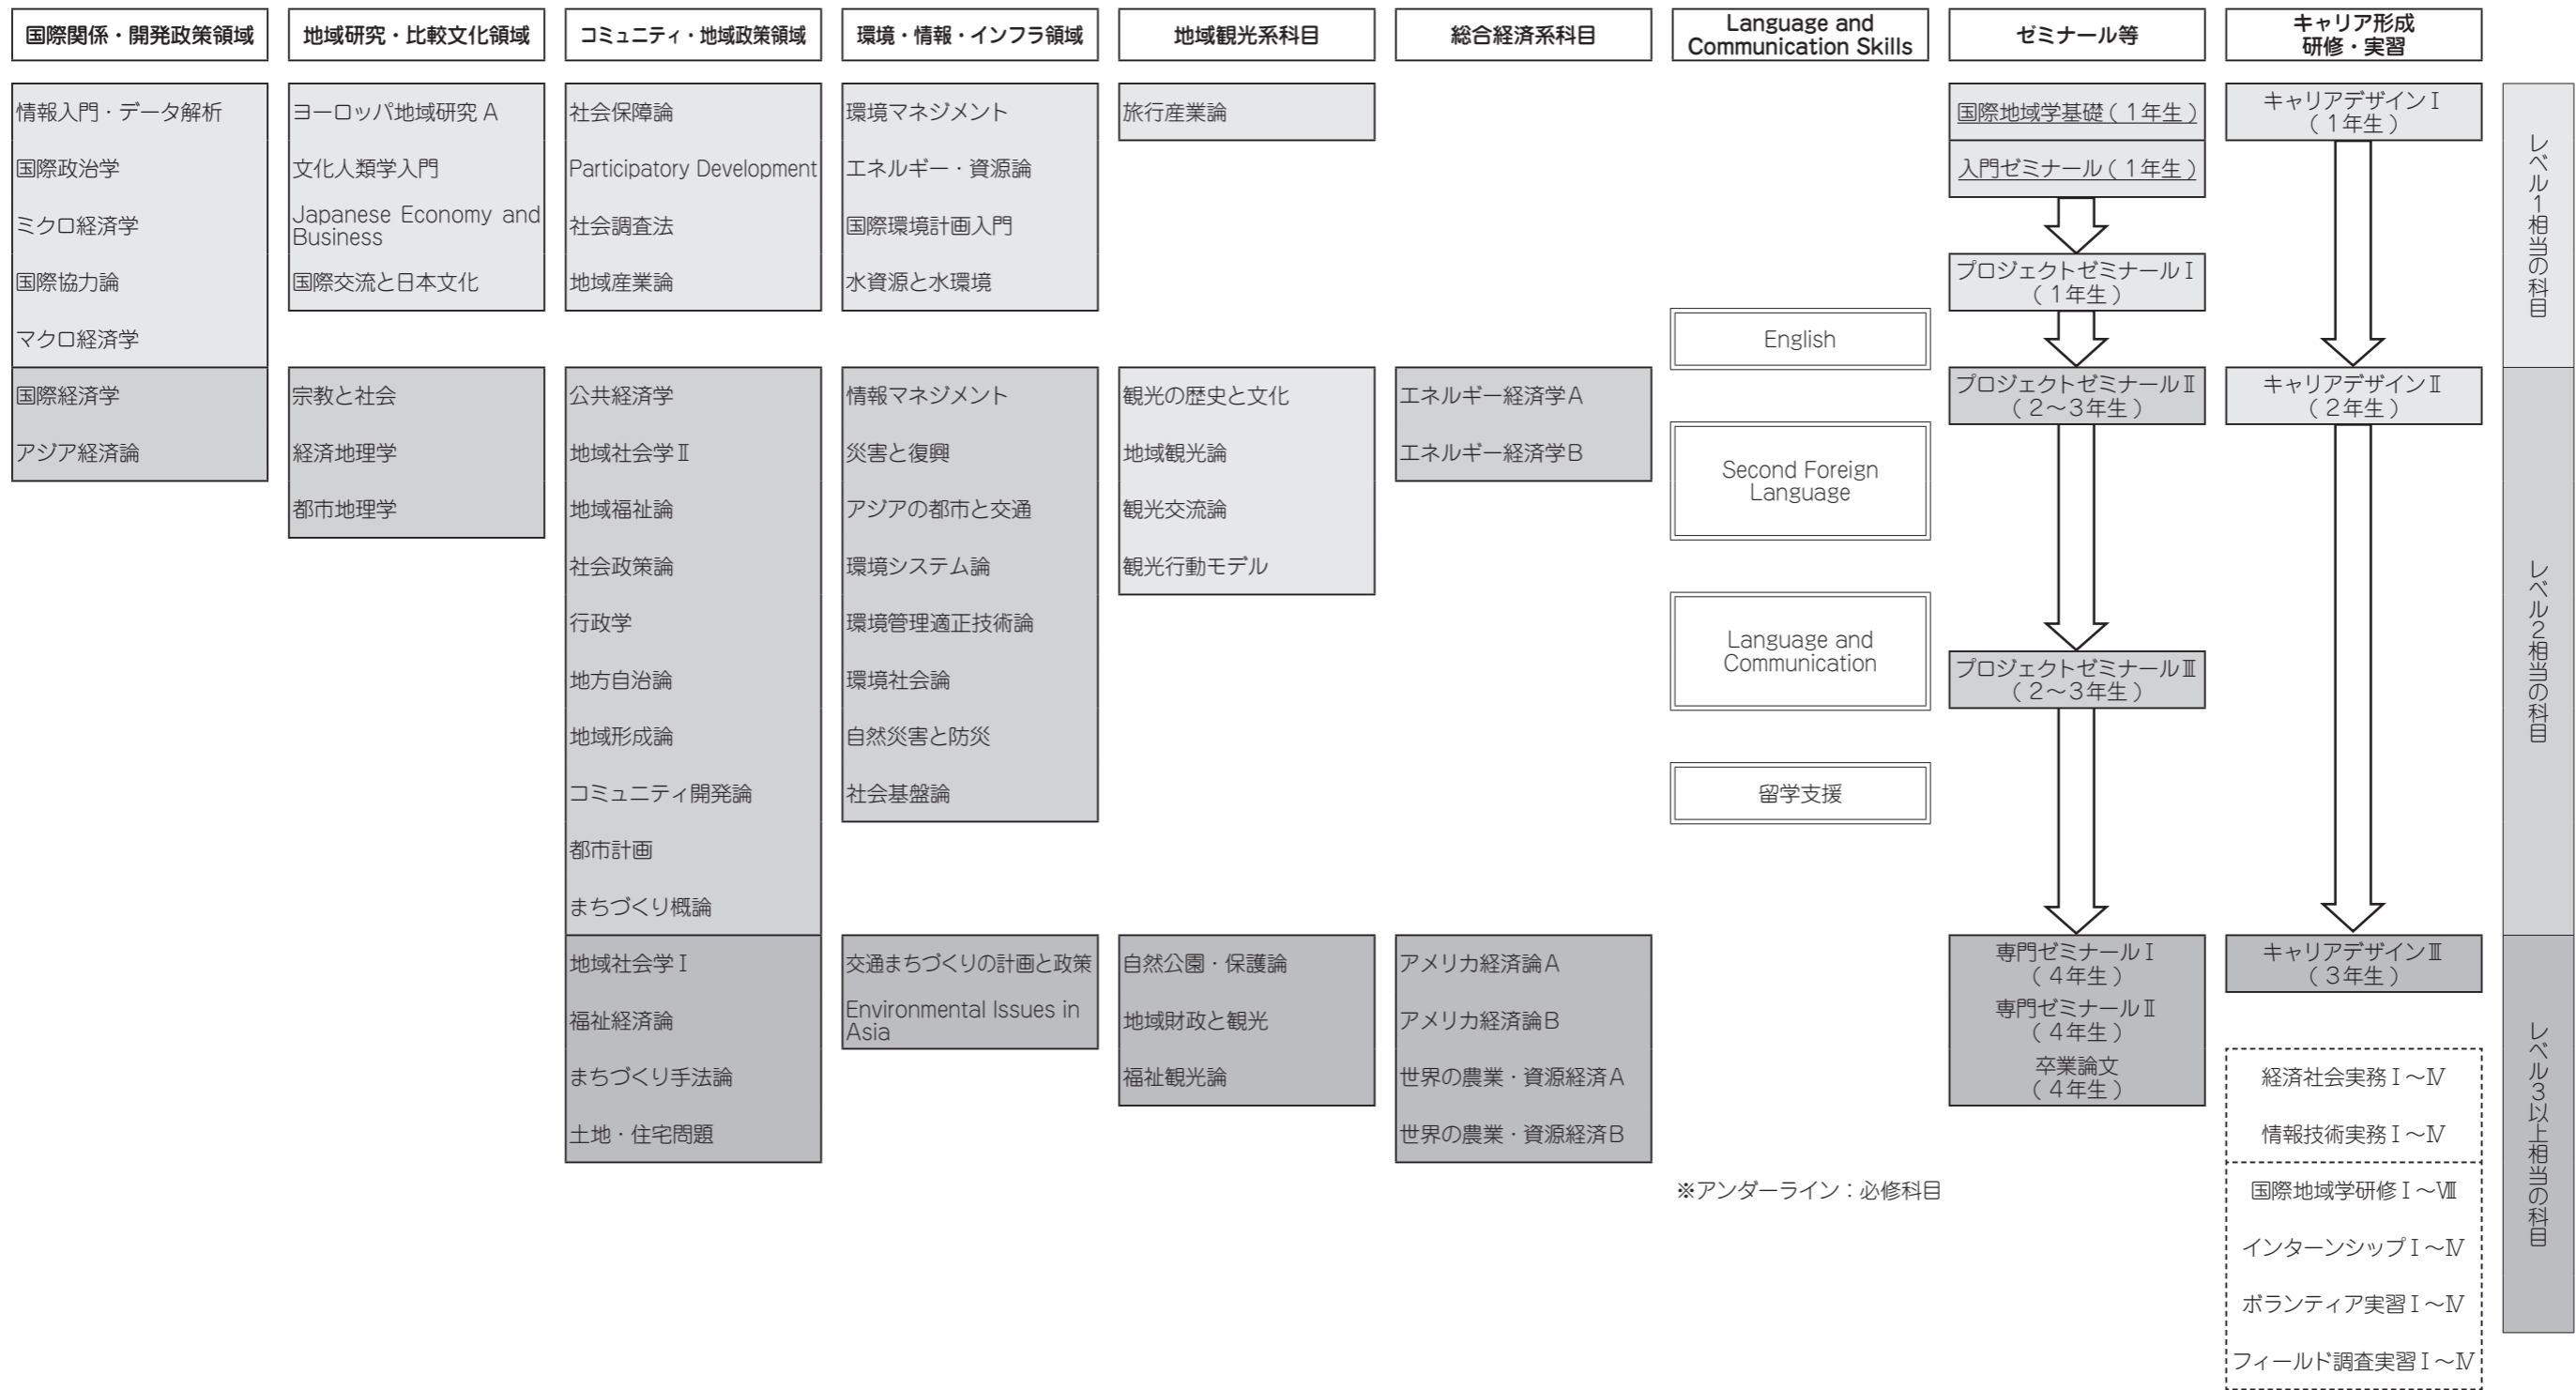 国際関係・開発政策領域
地域研究・比較文化領域
コミュニティ・地域政策領域
環境・情報・インフラ領域
地域観光系科目
総合経済系科目
Language and
Communication Skills
ゼミナール等
キャリア形成
研修・実習
情報入門・データ解析
国際政治学
ミクロ経済学
国際協力論
マクロ経済学
国際経済学
アジア経済論
ヨーロッパ地域研究 A
文化人類学入門
Japanese Economy and
Business
国際交流と日本文化
宗教と社会
経済地理学
都市地理学
社会保障論
Participatory Development
社会調査法
地域産業論
公共経済学
地域社会学Ⅱ
地域福祉論
社会政策論
行政学
地方自治論
地域形成論
コミュニティ開発論
都市計画
まちづくり概論
地域社会学Ⅰ
福祉経済論
まちづくり手法論
土地・住宅問題
環境マネジメント
エネルギー・資源論
国際環境計画入門
水資源と水環境
情報マネジメント
災害と復興
アジアの都市と交通
環境システム論
環境管理適正技術論
環境社会論
自然災害と防災
社会基盤論
交通まちづくりの計画と政策
Environmental Issues in
Asia
旅行産業論
観光の歴史と文化
地域観光論
観光交流論
観光行動モデル
自然公園・保護論
地域財政と観光
福祉観光論
エネルギー経済学A
エネルギー経済学B
アメリカ経済論A
アメリカ経済論B
世界の農業・資源経済A
世界の農業・資源経済B
English
Second Foreign
Language
Language and
Communication
留学支援
※アンダーライン：必修科目
国際地域学基礎（1年生）
入門ゼミナール（1年生）
プロジェクトゼミナールⅠ
（1年生）
プロジェクトゼミナールⅡ
（2～3年生）
プロジェクトゼミナールⅢ
（2～3年生）
専門ゼミナールⅠ
（4年生）
専門ゼミナールⅡ
（4年生）
卒業論文
（4年生）
キャリアデザインⅠ
（1年生）
キャリアデザインⅡ
（2年生）
キャリアデザインⅢ
（3年生）
経済社会実務Ⅰ～Ⅳ
情報技術実務Ⅰ～Ⅳ
国際地域学研修Ⅰ～Ⅷ
インターンシップⅠ～Ⅳ
ボランティア実習Ⅰ～Ⅳ
フィールド調査実習Ⅰ～Ⅳ
レベル1相当の科目
レベル2相当の科目
レベル3以上相当の科目